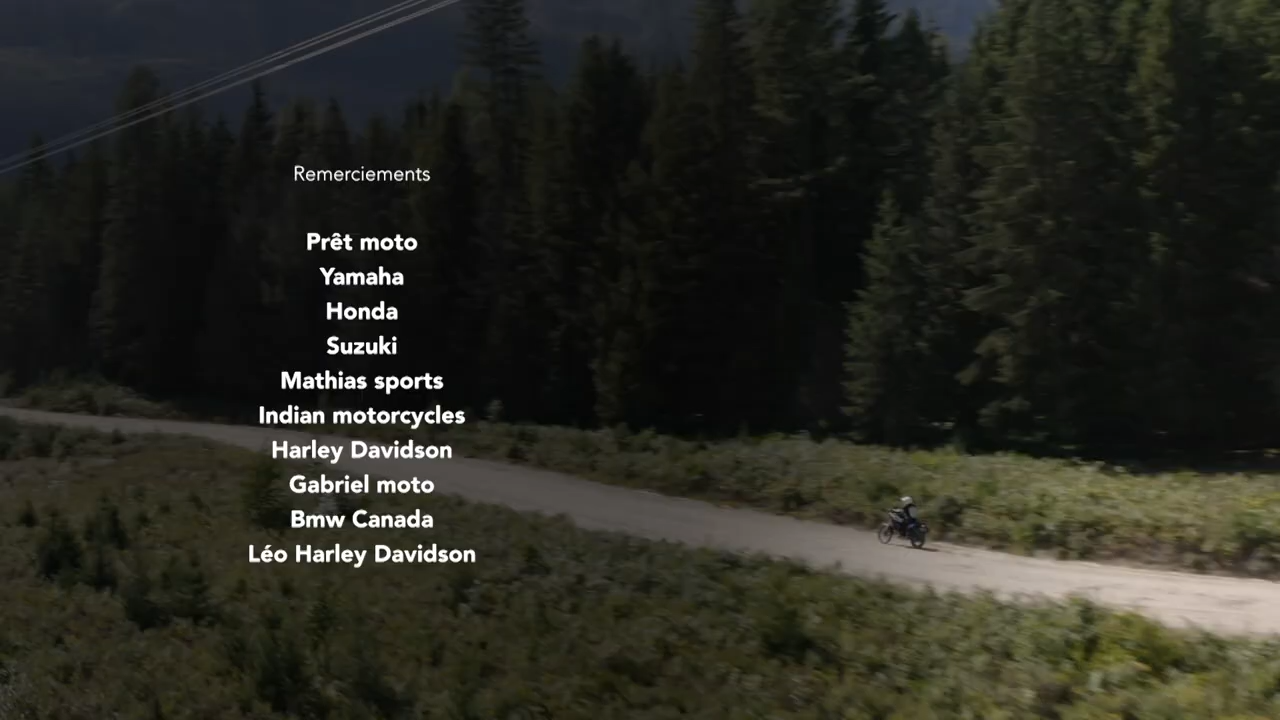 Remerciements
Prêt moto
Yamaha
Honda
Suzuki
Mathias sports
Indian motorcycles
Harley Davidson
Gabriel moto
Bmw Canada
Léo Harley Davidson